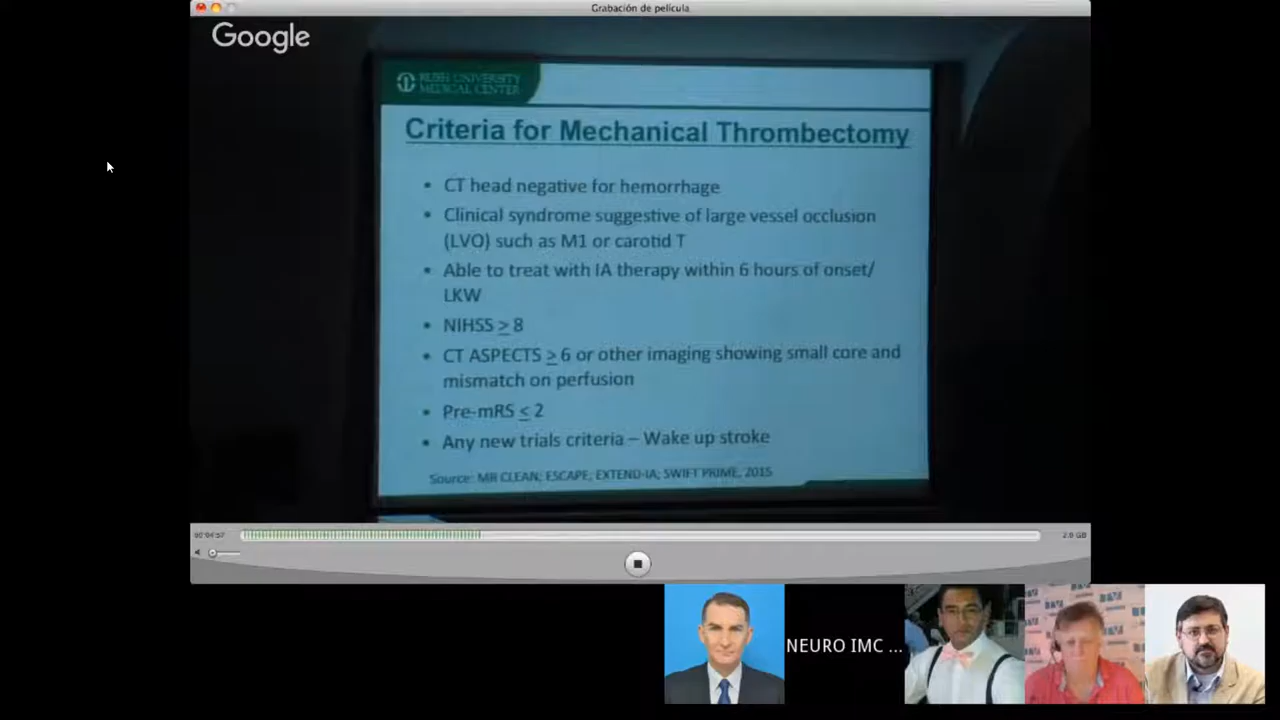 Grabación de película
Google
RUSH UNIVERSITY
MEDICAL CENTER
Criteria for Mechanical Thrombectomy
• CT head negative for hemorrhage
• Clinical syndrome suggestive of large vessel occlusion
(LVO) such as M1 or carotid T
• Able to treat with IA therapy within 6 hours of onset/
LKW
• NIHSS ≥ 8
• CT ASPECTS ≥ 6 or other imaging showing small core and
mismatch on perfusion
• Pre-mRS ≤ 2
• Any new trials criteria – Wake up stroke
Source: MR CLEAN; ESCAPE; EXTEND-IA; SWIFT PRIME, 2015
2.0 GB
NEURO IMC ...